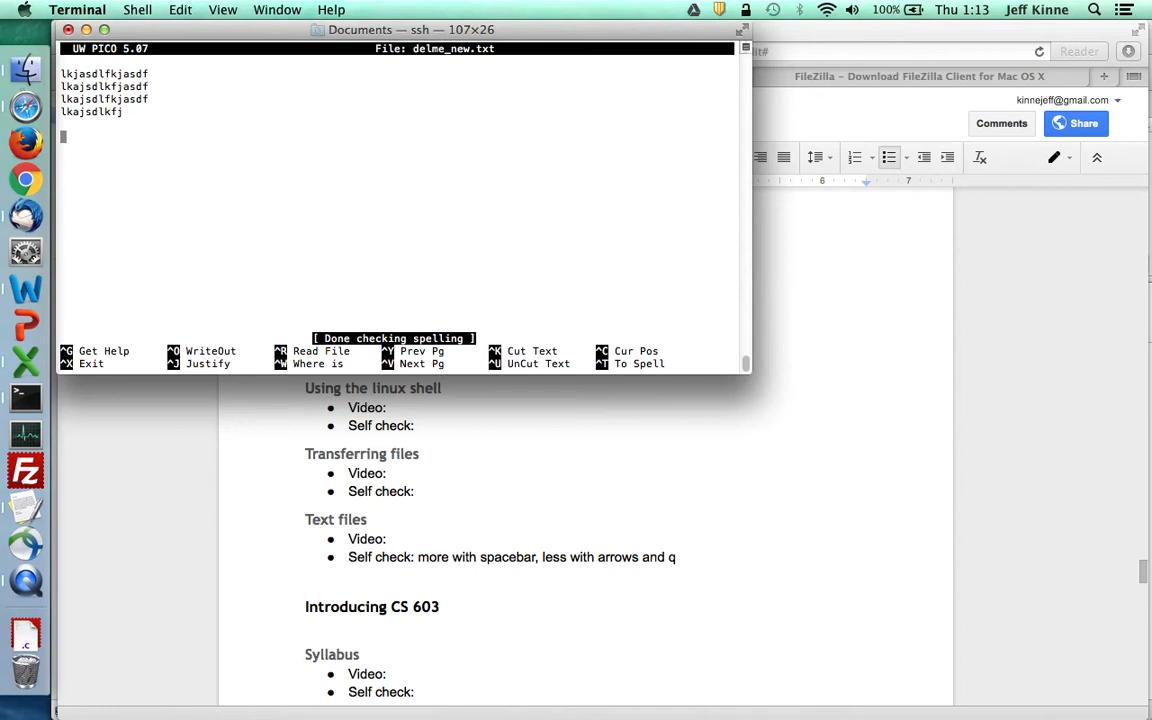 Terminal Shell Edit View Window Help 100% Thu 1:13 Jeff Kinne
Documents — ssh — 107×26
UW PICO 5.07 File: delme_new.txt
lt# Reader
lkjasdlfkjasdf
lkajsdlkfjasdf
lkajsdlfkjasdf
lkajsdlkfj
FileZilla – Download FileZilla Client for Mac OS X
kinnejeff@gmail.com
Comments Share
6 7
[ Done checking spelling ]
^G Get Help ^O WriteOut ^R Read File ^Y Prev Pg ^K Cut Text ^C Cur Pos
^X Exit ^J Justify ^W Where is ^V Next Pg ^U UnCut Text ^T To Spell
Using the linux shell
● Video:
● Self check:
Transferring files
● Video:
● Self check:
Text files
● Video:
● Self check: more with spacebar, less with arrows and q
Introducing CS 603
Syllabus
● Video:
● Self check:
W
P
X
Fz
.c